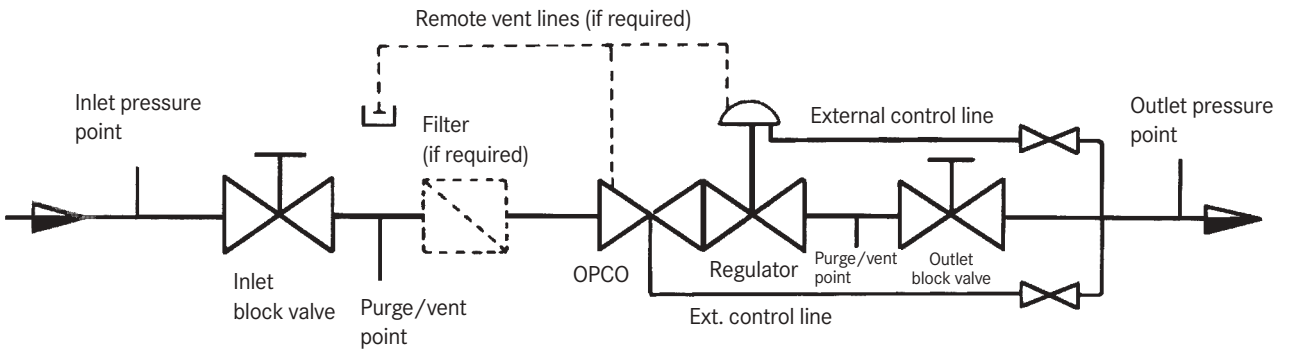 Remote vent lines (if required)
Inlet pressure
point
Filter
(if required)
External control line
Outlet pressure
point
Inlet
block valve
Purge/vent
point
OPCO
Regulator
Purge/vent
point
Outlet
block valve
Ext. control line